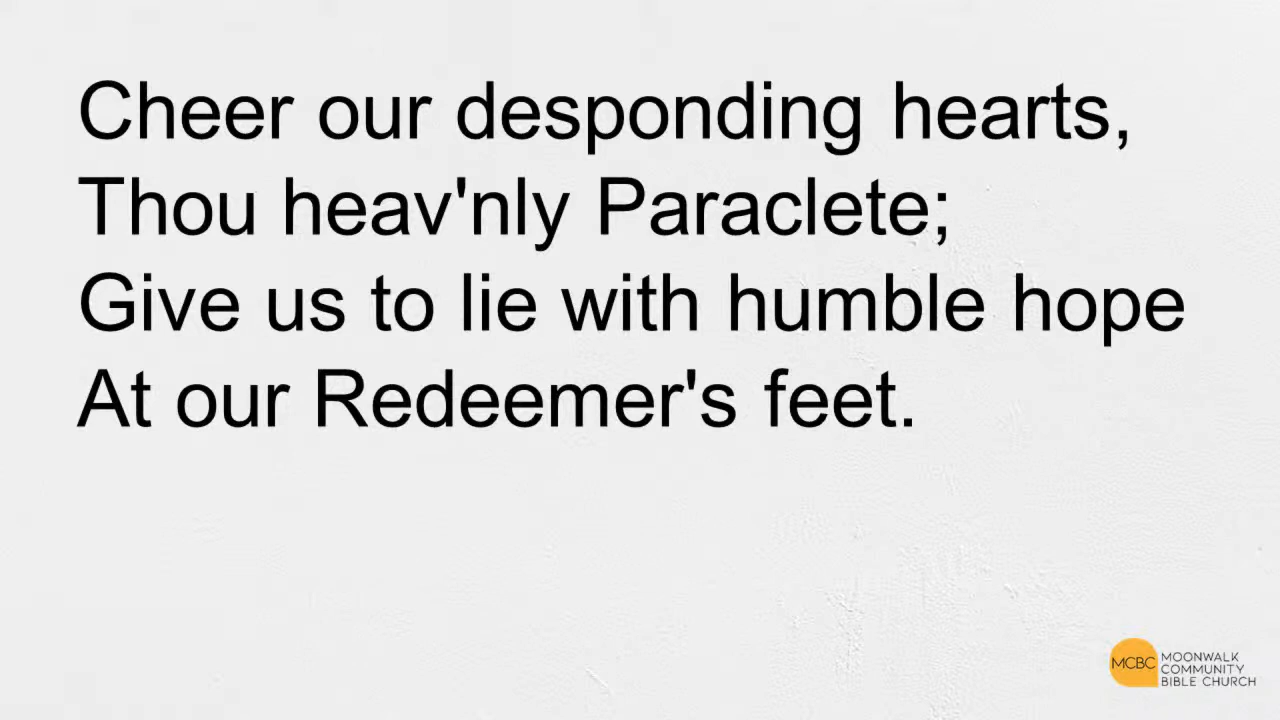 Cheer our desponding hearts,
Thou heav'nly Paraclete;
Give us to lie with humble hope
At our Redeemer's feet.
MCBC
MOONWALK
COMMUNITY
BIBLE CHURCH